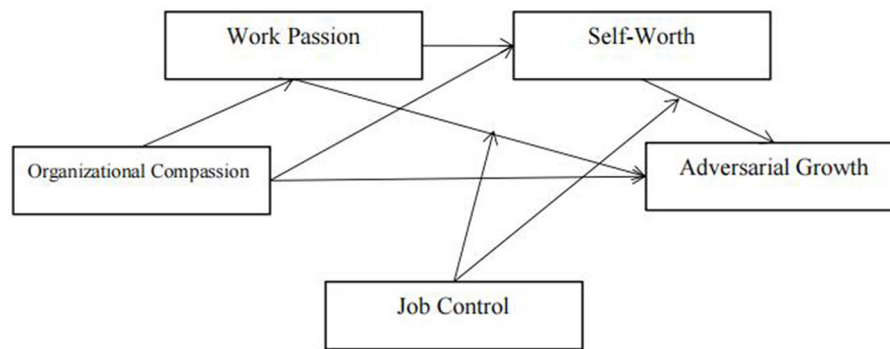 Work Passion
Self-Worth
Organizational Compassion
Adversarial Growth
Job Control